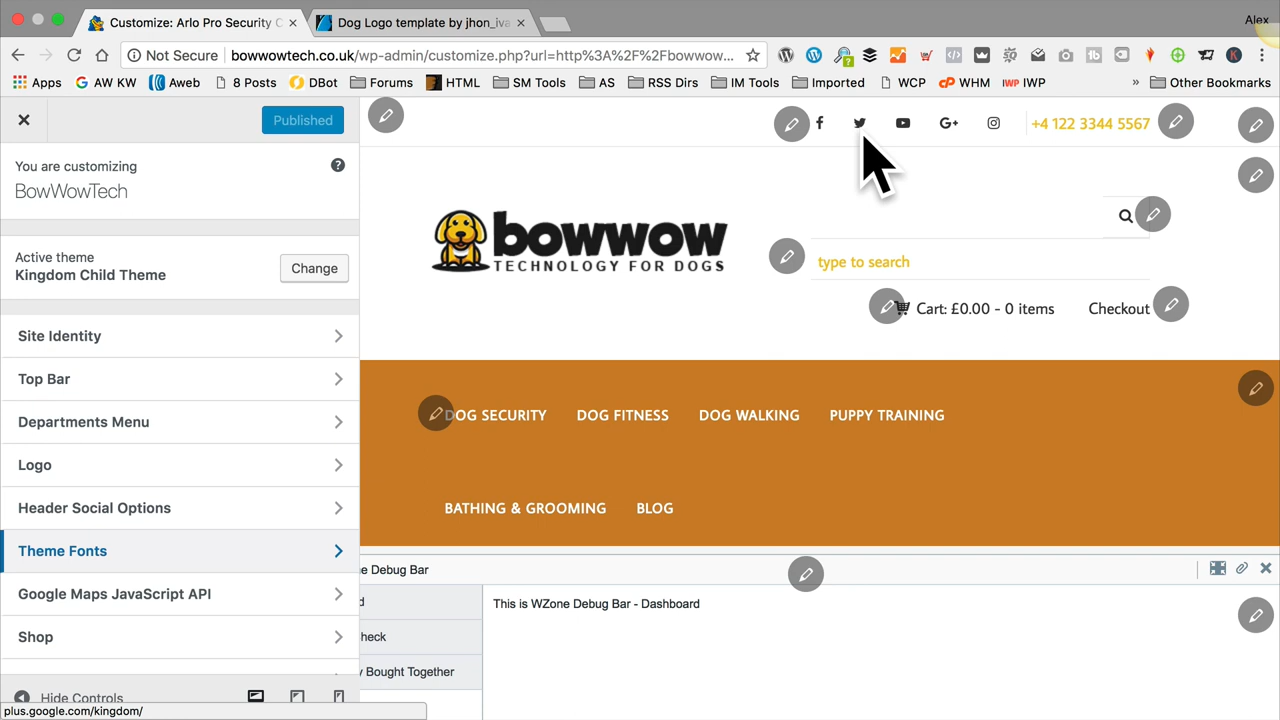 Customize: Arlo Pro Security C
Dog Logo template by jhon_iva
Alex
Not Secure
bowwowtech.co.uk/wp-admin/customize.php?url=http%3A%2F%2Fbowwow...
Apps
AW KW
Aweb
8 Posts
DBot
Forums
HTML
SM Tools
AS
RSS Dirs
IM Tools
Imported
WCP
WHM
IWP
Other Bookmarks
Published
You are customizing
BowWowTech
Active theme
Kingdom Child Theme
Change
Site Identity
Top Bar
Departments Menu
Logo
Header Social Options
Theme Fonts
Google Maps JavaScript API
Shop
Hide Controls
plus.google.com/kingdom/
+4 122 3344 5567
bowwow
TECHNOLOGY FOR DOGS
type to search
Cart: £0.00 - 0 items
Checkout
DOG SECURITY
DOG FITNESS
DOG WALKING
PUPPY TRAINING
BATHING & GROOMING
BLOG
e Debug Bar
d
heck
y Bought Together
This is WZone Debug Bar - Dashboard